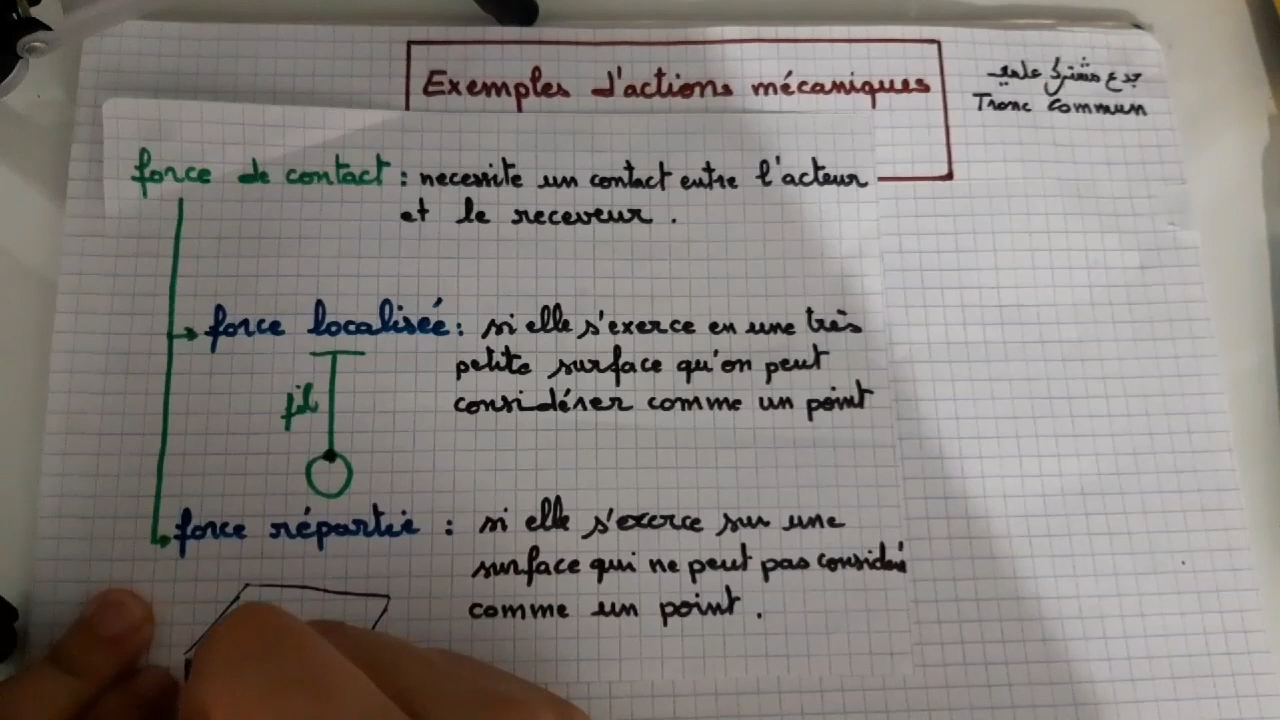 Exemples d'actions mécaniques
جدع مشترك علمي
Tronc Commun
force de contact : necessite un contact entre l'acteur
et le receveur .
force localisée : si elle s'exerce en une très
petite surface qu'on peut
considérer comme un point
fil
force répartie : si elle s'exerce sur une
surface qui ne peut pas
comme un point .